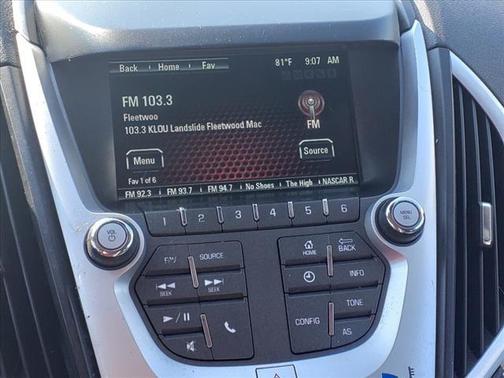 Back Home Fav 81°F 9:07 AM
FM 103.3
Fleetwoo
103.3 KLOU Landslide Fleetwood Mac
FM
Menu Source
Fav 1 of 6
FM 92.3 FM 93.7 FM 94.7 No Shoes The High NASCAR R
1 2 3 4 5 6
VOL
MENU
SEL
SOURCE
HOME BACK
SEEK SEEK
INFO
TONE
CONFIG
AS